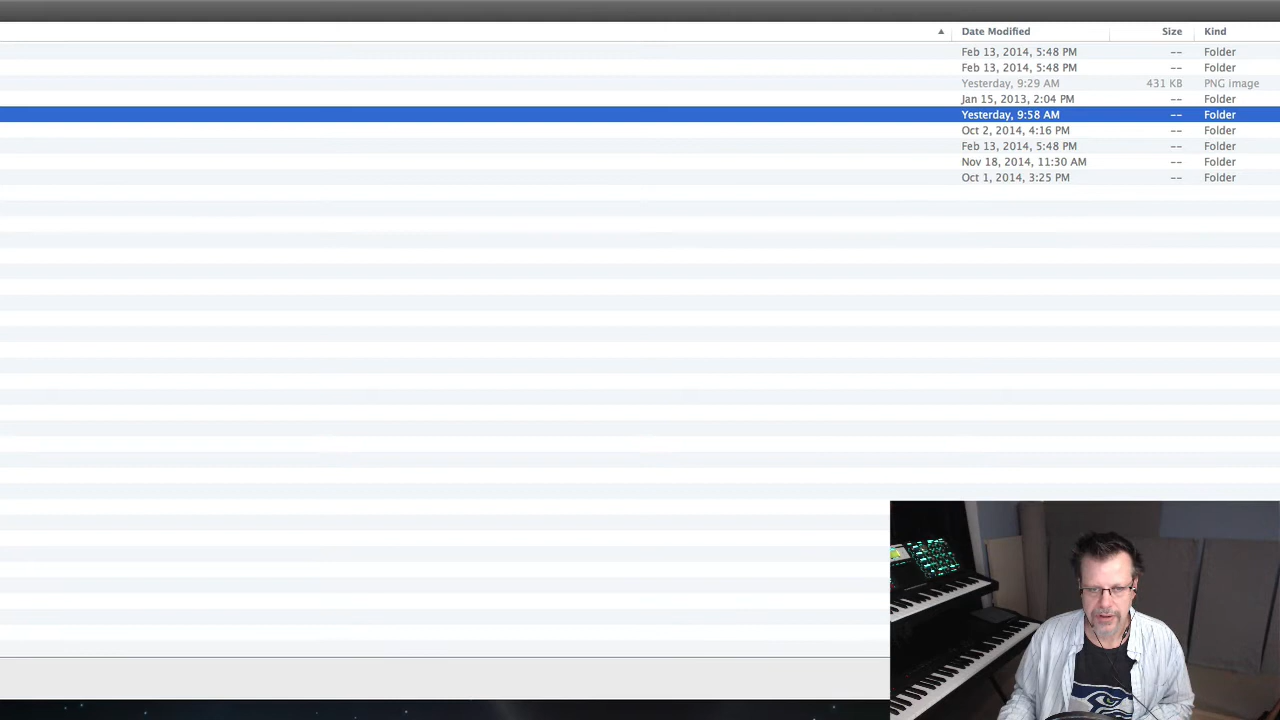 Date Modified Size Kind
Feb 13, 2014, 5:48 PM -- Folder
Feb 13, 2014, 5:48 PM -- Folder
Yesterday, 9:29 AM 431 KB PNG image
Jan 15, 2013, 2:04 PM -- Folder
Yesterday, 9:58 AM -- Folder
Oct 2, 2014, 4:16 PM -- Folder
Feb 13, 2014, 5:48 PM -- Folder
Nov 18, 2014, 11:30 AM -- Folder
Oct 1, 2014, 3:25 PM -- Folder